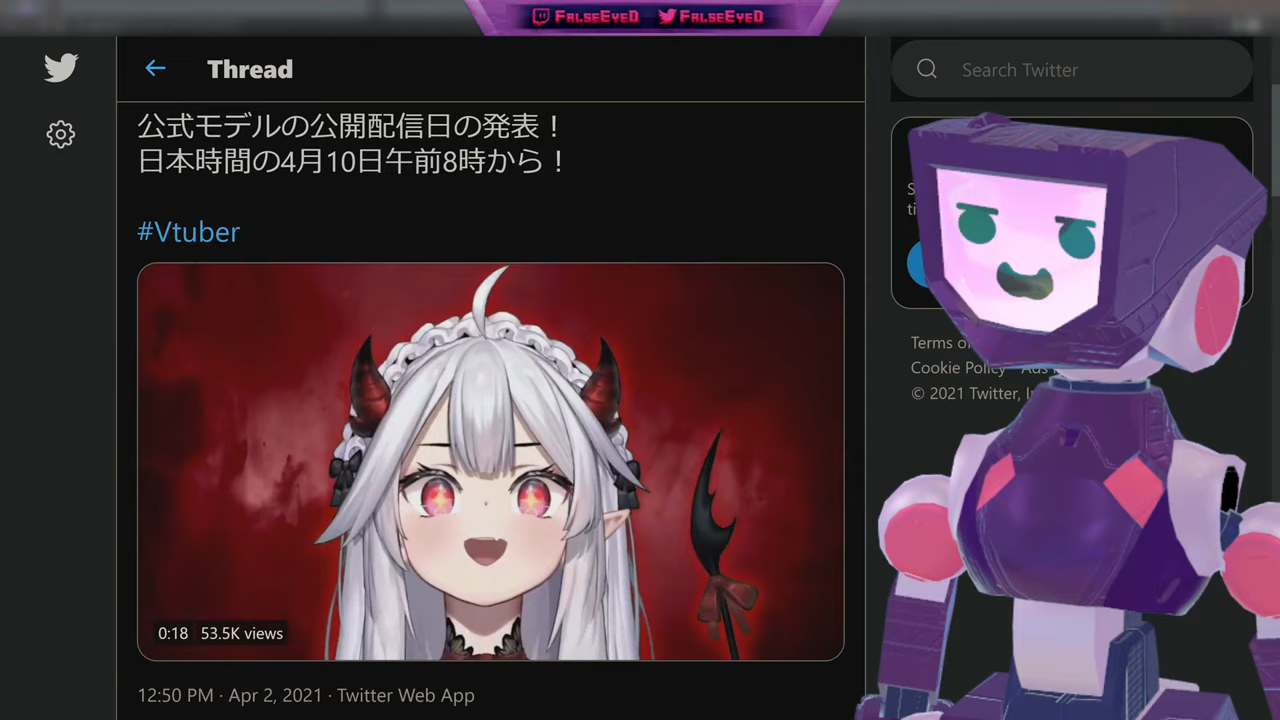 FalseEyeD FalseEyeD
Thread
Search Twitter
公式モデルの公開配信日の発表！
日本時間の4月10日午前8時から！
#Vtuber
0:18 53.5K views
12:50 PM · Apr 2, 2021 · Twitter Web App
Terms
Cookie Policy
© 2021 Twitter,